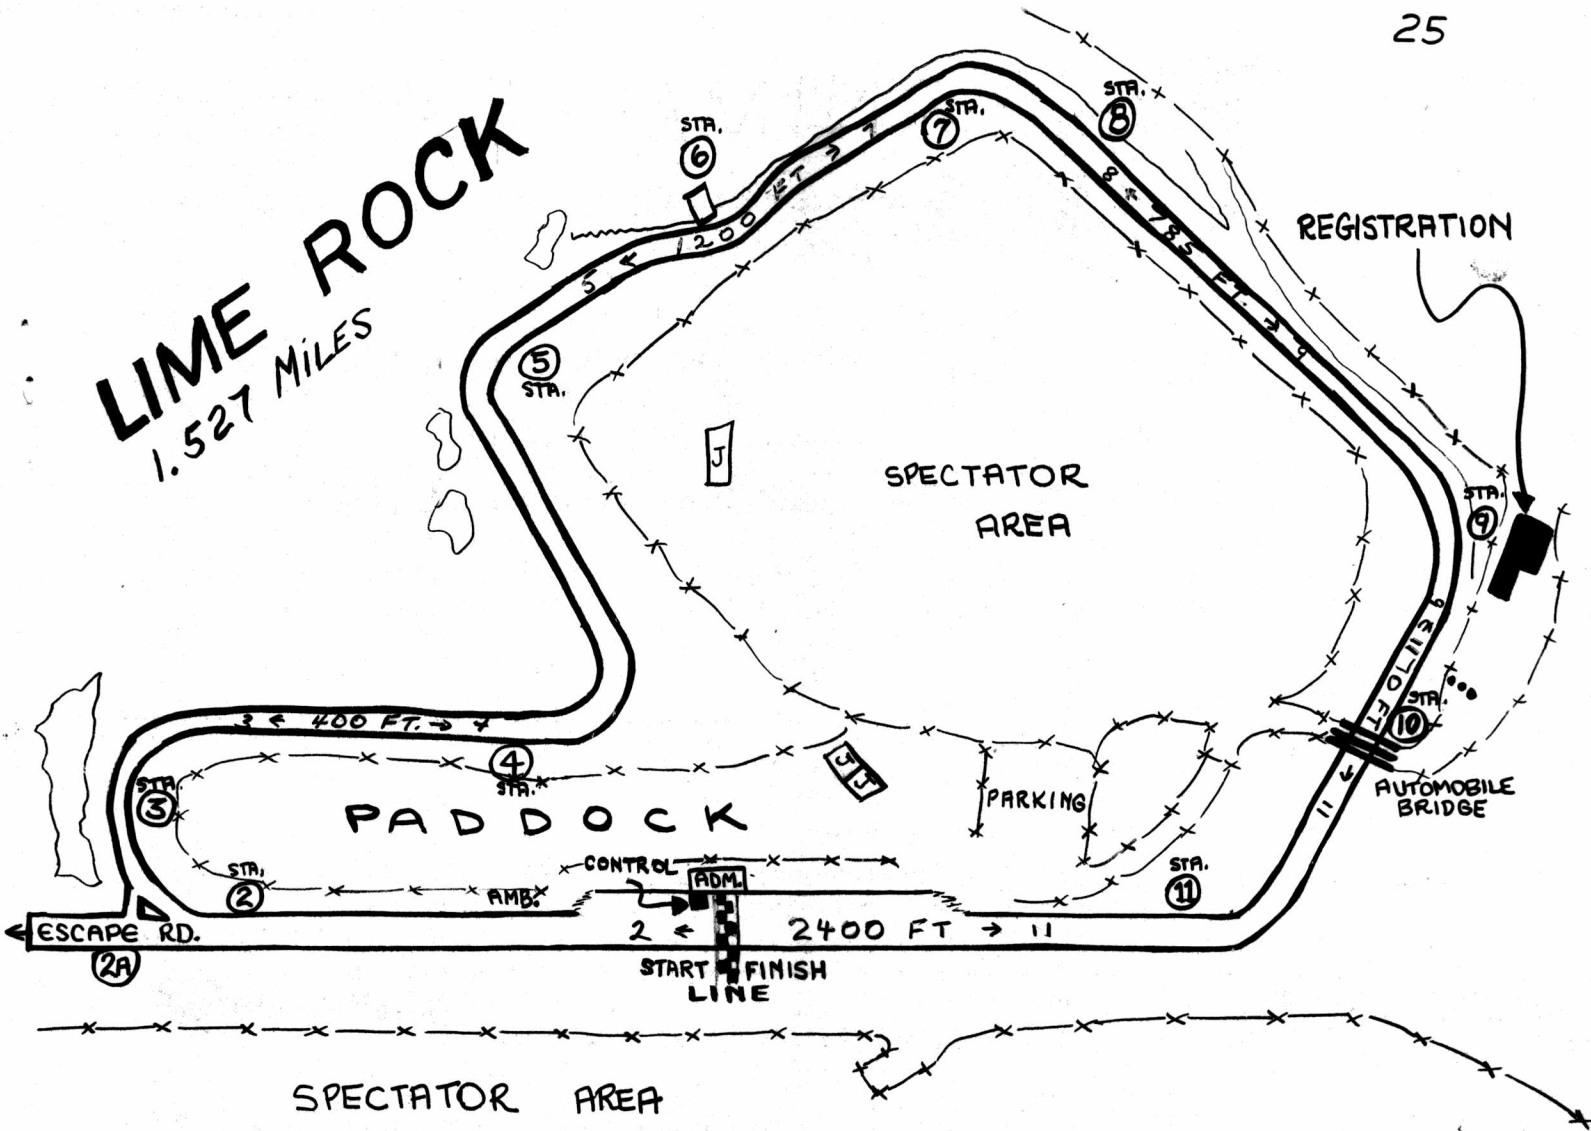 25
LIME ROCK
1.527 MILES
STA.
6
STA.
7
STA.
8
5 ← 1200 FT → 7
8 ← 785 FT. → 9
REGISTRATION
5
STA.
J
SPECTATOR
AREA
STA.
9
9 ← 1170 FT → 11
STA.
10
AUTOMOBILE
BRIDGE
3 ← 400 FT. → 4
4
STA.
STA
3
JJ
PARKING
PADDOCK
STA.
2
CONTROL
ADM.
AMB.
STA.
11
← ESCAPE RD.
2 ← 2400 FT → 11
2A
START FINISH
LINE
SPECTATOR AREA